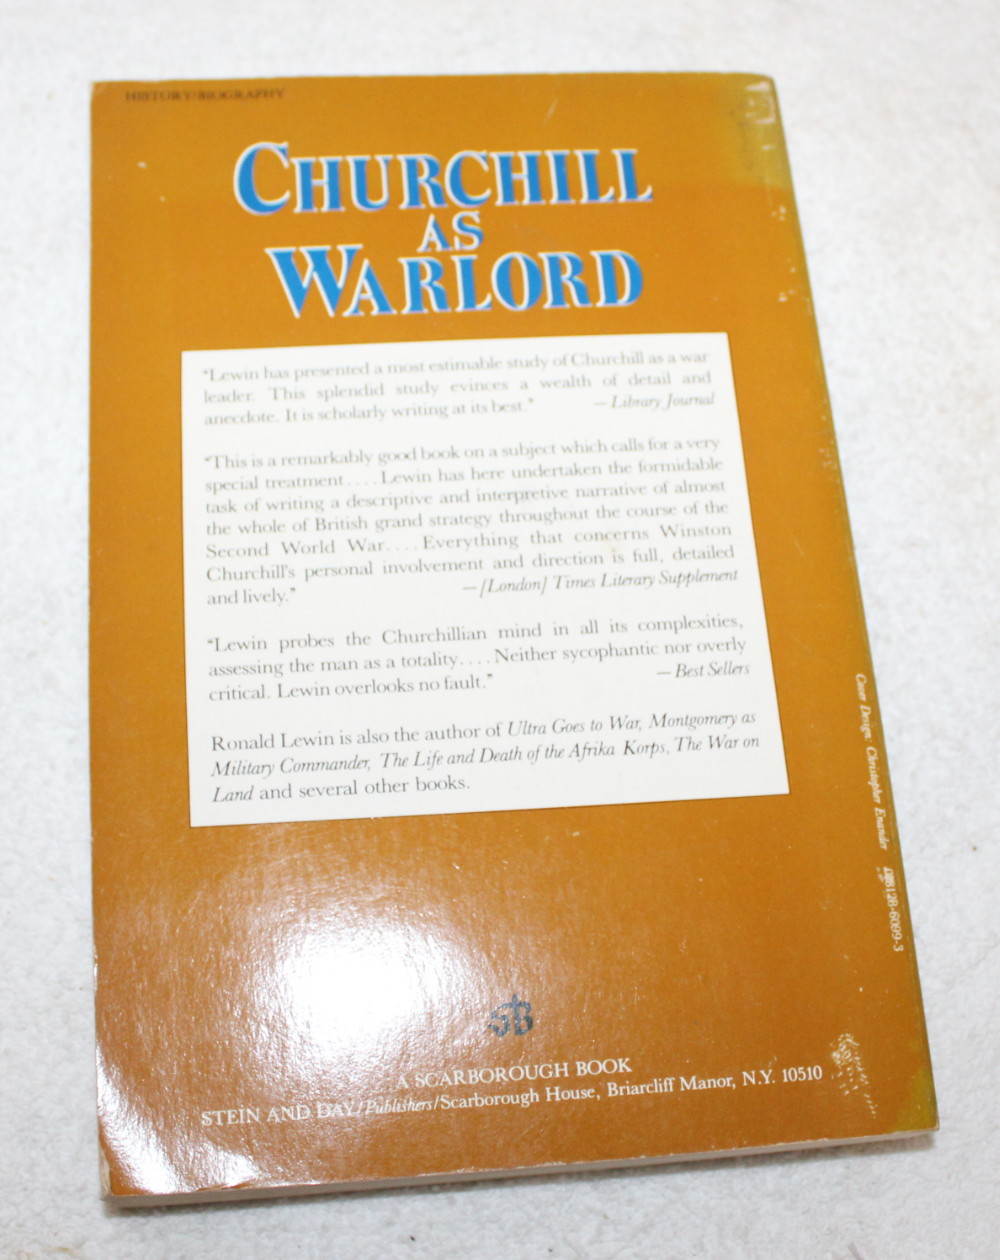 HISTORY/BIOGRAPHY
CHURCHILL
AS
WARLORD
"Lewin has presented a most estimable study of Churchill as a war
leader. This splendid study evinces a wealth of detail and
anecdote. It is scholarly writing at its best." — Library Journal
"This is a remarkably good book on a subject which calls for a very
special treatment.... Lewin has here undertaken the formidable
task of writing a descriptive and interpretive narrative of almost
the whole of British grand strategy throughout the course of the
Second World War.... Everything that concerns Winston
Churchill's personal involvement and direction is full, detailed
and lively." — [London] Times Literary Supplement
"Lewin probes the Churchillian mind in all its complexities,
assessing the man as a totality.... Neither sycophantic nor overly
critical. Lewin overlooks no fault." — Best Sellers
Ronald Lewin is also the author of Ultra Goes to War, Montgomery as
Military Commander, The Life and Death of the Afrika Korps, The War on
Land and several other books.
SB
A SCARBOROUGH BOOK
STEIN AND DAY/Publishers/Scarborough House, Briarcliff Manor, N.Y. 10510
Cover Design: Christopher Enander
8128-6099-3